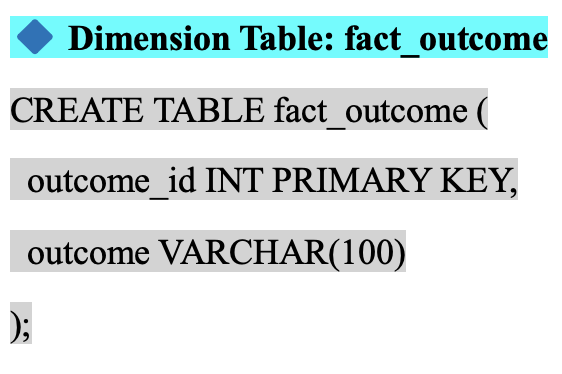 🔷 Dimension Table: fact_outcome
CREATE TABLE fact_outcome (
  outcome_id INT PRIMARY KEY,
  outcome VARCHAR(100)
);